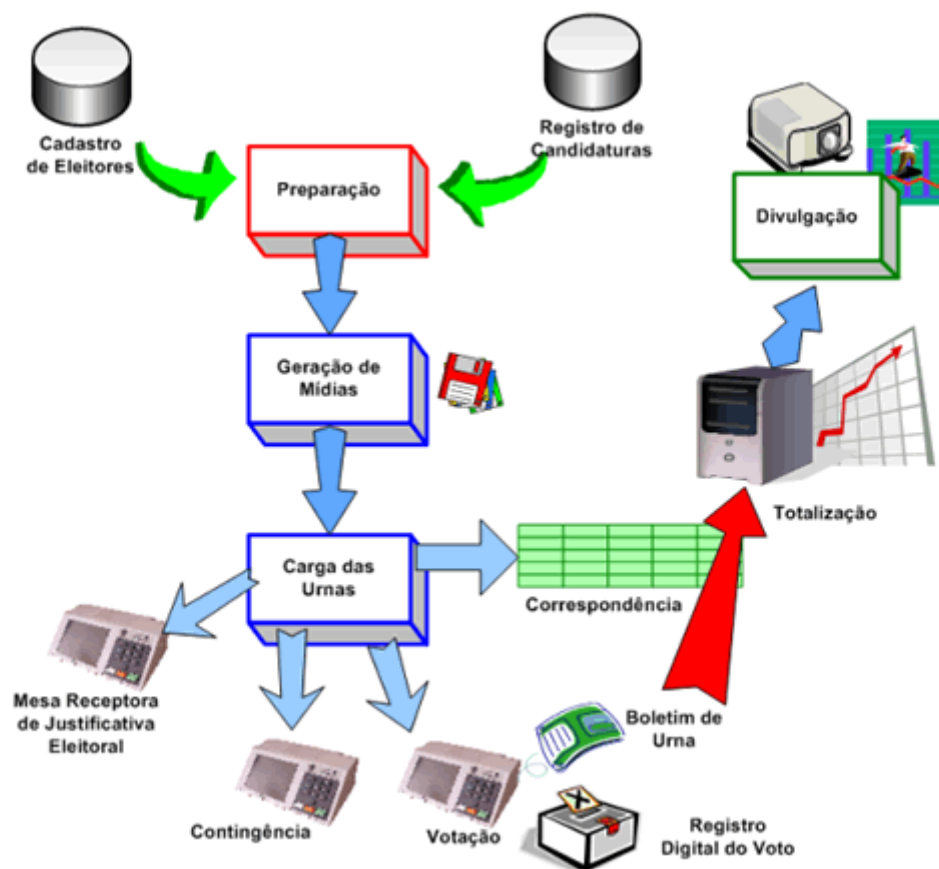 Cadastro
de Eleitores
Registro de
Candidaturas
Preparação
Divulgação
Geração de
Mídias
Totalização
Carga das
Urnas
Correspondência
Mesa Receptora
de Justificativa
Eleitoral
Boletim de
Urna
Contingência
Votação
Registro
Digital do Voto